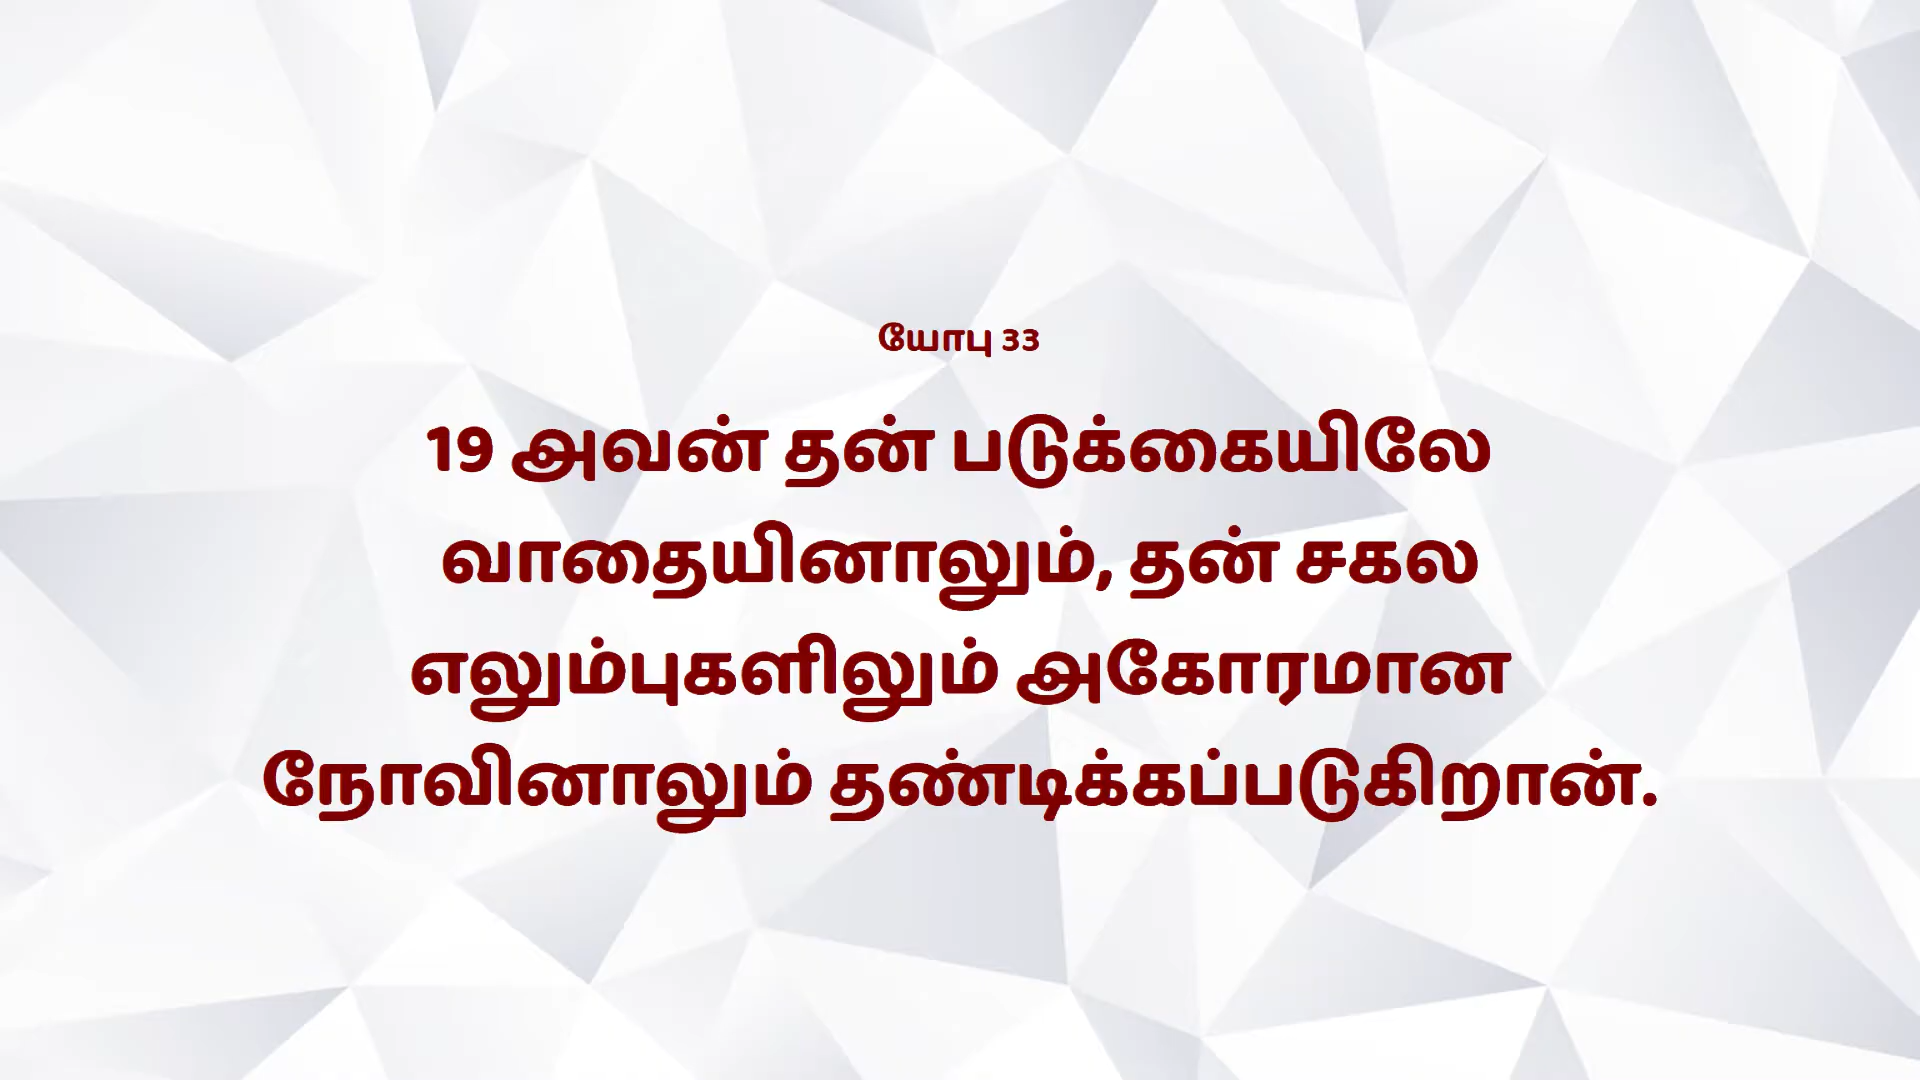 யோபு 33
19 அவன் தன் படுக்கையிலே
வாதையினாலும், தன் சகல
எலும்புகளிலும் அகோரமான
நோவினாலும் தண்டிக்கப்படுகிறான்.